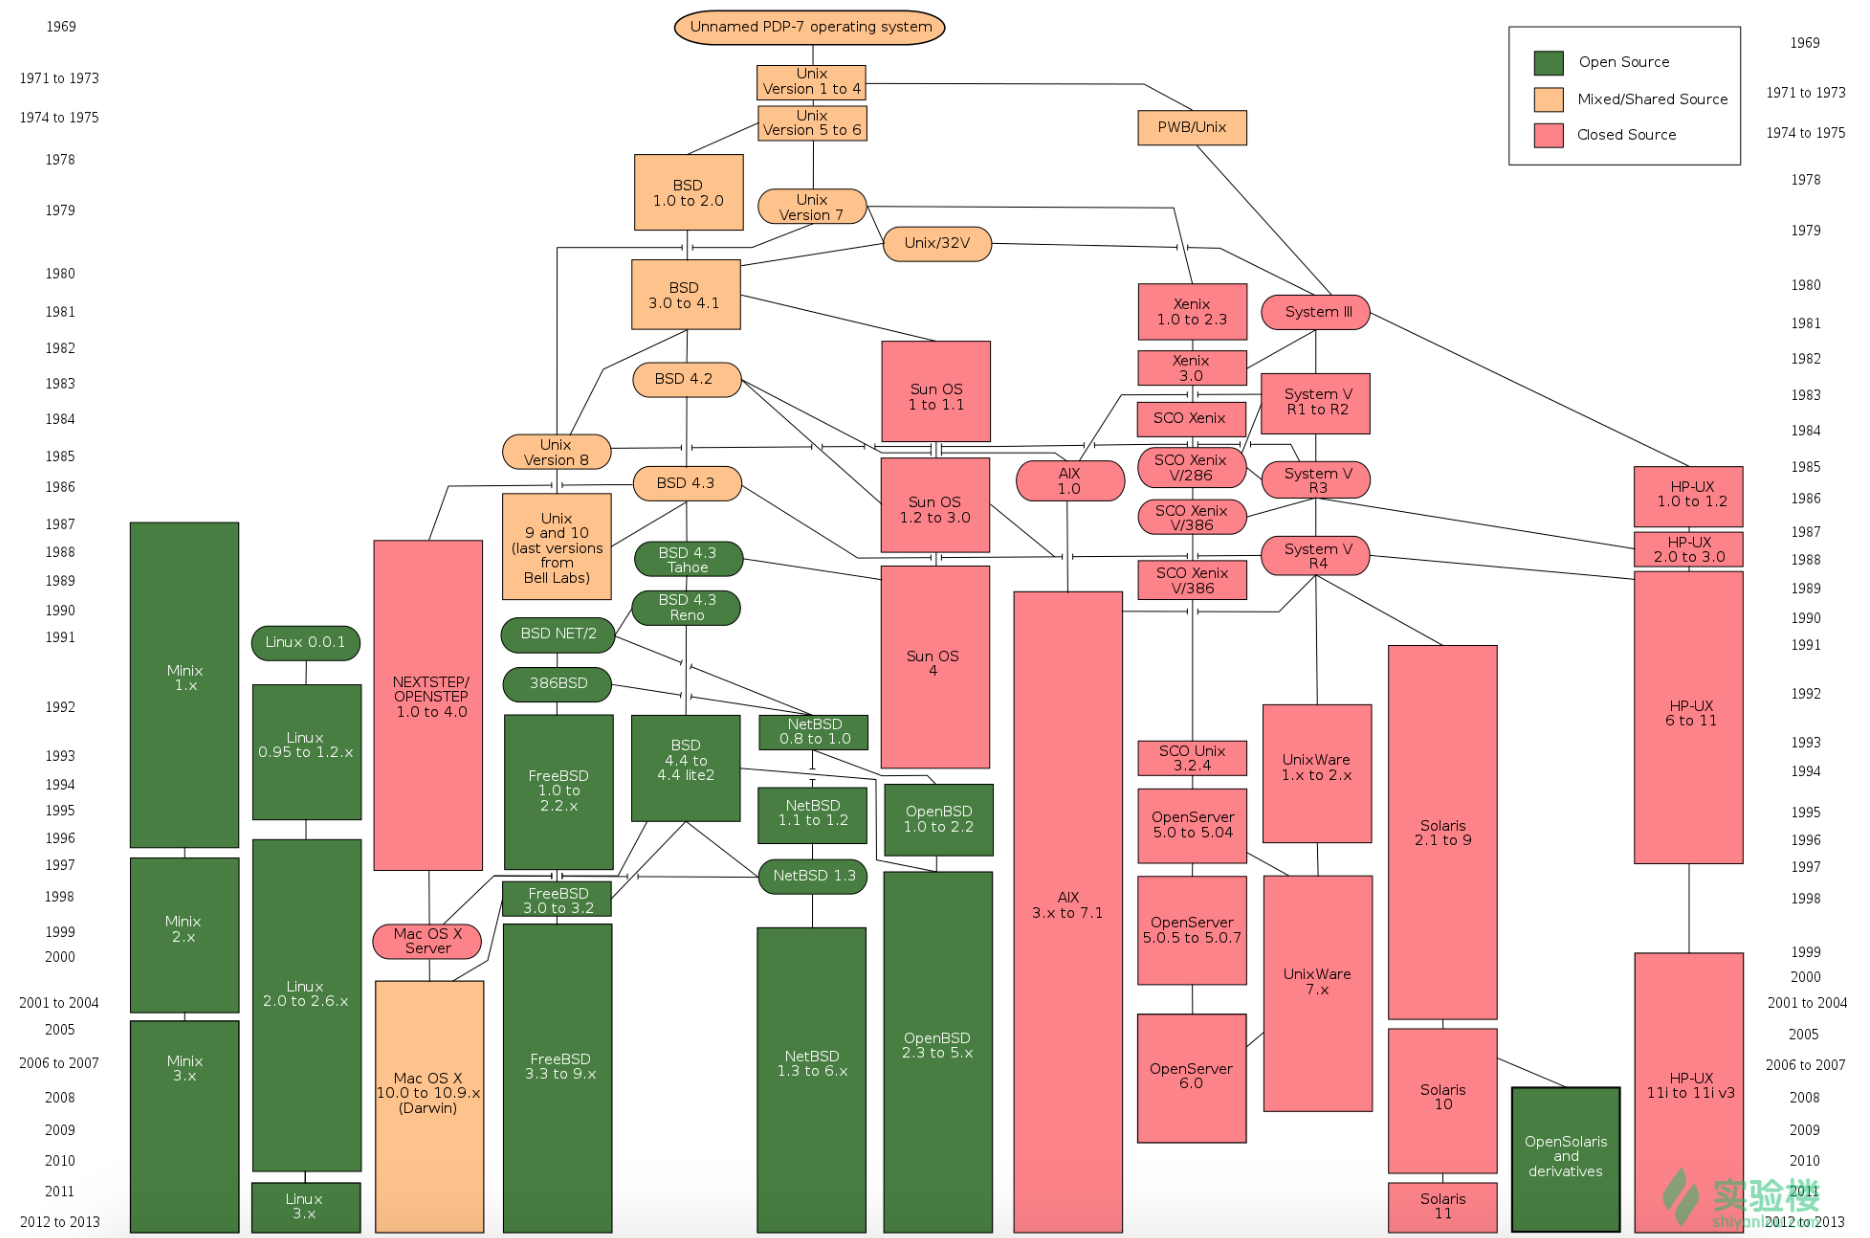 1969
1971 to 1973
1974 to 1975
1978
1979
1980
1981
1982
1983
1984
1985
1986
1987
1988
1989
1990
1991
1992
1993
1994
1995
1996
1997
1998
1999
2000
2001 to 2004
2005
2006 to 2007
2008
2009
2010
2011
2012 to 2013
Unnamed PDP-7 operating system
Unix
Version 1 to 4
Unix
Version 5 to 6
PWB/Unix
BSD
1.0 to 2.0
Unix
Version 7
Unix/32V
BSD
3.0 to 4.1
Xenix
1.0 to 2.3
System III
Sun OS
1 to 1.1
Xenix
3.0
BSD 4.2
System V
R1 to R2
SCO Xenix
Unix
Version 8
SCO Xenix
V/286
AIX
1.0
System V
R3
BSD 4.3
Sun OS
1.2 to 3.0
HP-UX
1.0 to 1.2
SCO Xenix
V/386
Unix
9 and 10
(last versions
from
Bell Labs)
HP-UX
2.0 to 3.0
System V
R4
BSD 4.3
Tahoe
SCO Xenix
V/386
BSD 4.3
Reno
BSD NET/2
Linux 0.0.1
Minix
1.x
Sun OS
4
386BSD
NEXTSTEP/
OPENSTEP
1.0 to 4.0
HP-UX
6 to 11
NetBSD
0.8 to 1.0
Linux
0.95 to 1.2.x
BSD
4.4 to
4.4 lite2
SCO Unix
3.2.4
UnixWare
1.x to 2.x
FreeBSD
1.0 to
2.2.x
NetBSD
1.1 to 1.2
OpenBSD
1.0 to 2.2
OpenServer
5.0 to 5.04
Solaris
2.1 to 9
NetBSD 1.3
FreeBSD
3.0 to 3.2
AIX
3.x to 7.1
Minix
2.x
OpenServer
5.0.5 to 5.0.7
Mac OS X
Server
UnixWare
7.x
Linux
2.0 to 2.6.x
OpenBSD
2.3 to 5.x
FreeBSD
3.3 to 9.x
NetBSD
1.3 to 6.x
Minix
3.x
OpenServer
6.0
Mac OS X
10.0 to 10.9.x
(Darwin)
HP-UX
11i to 11i v3
Solaris
10
OpenSolaris
and
derivatives
Linux
3.x
Solaris
11
Open Source
Mixed/Shared Source
Closed Source
1969
1971 to 1973
1974 to 1975
1978
1979
1980
1981
1982
1983
1984
1985
1986
1987
1988
1989
1990
1991
1992
1993
1994
1995
1996
1997
1998
1999
2000
2001 to 2004
2005
2006 to 2007
2008
2009
2010
2011
2012 to 2013
实验楼
shiyanlou.com